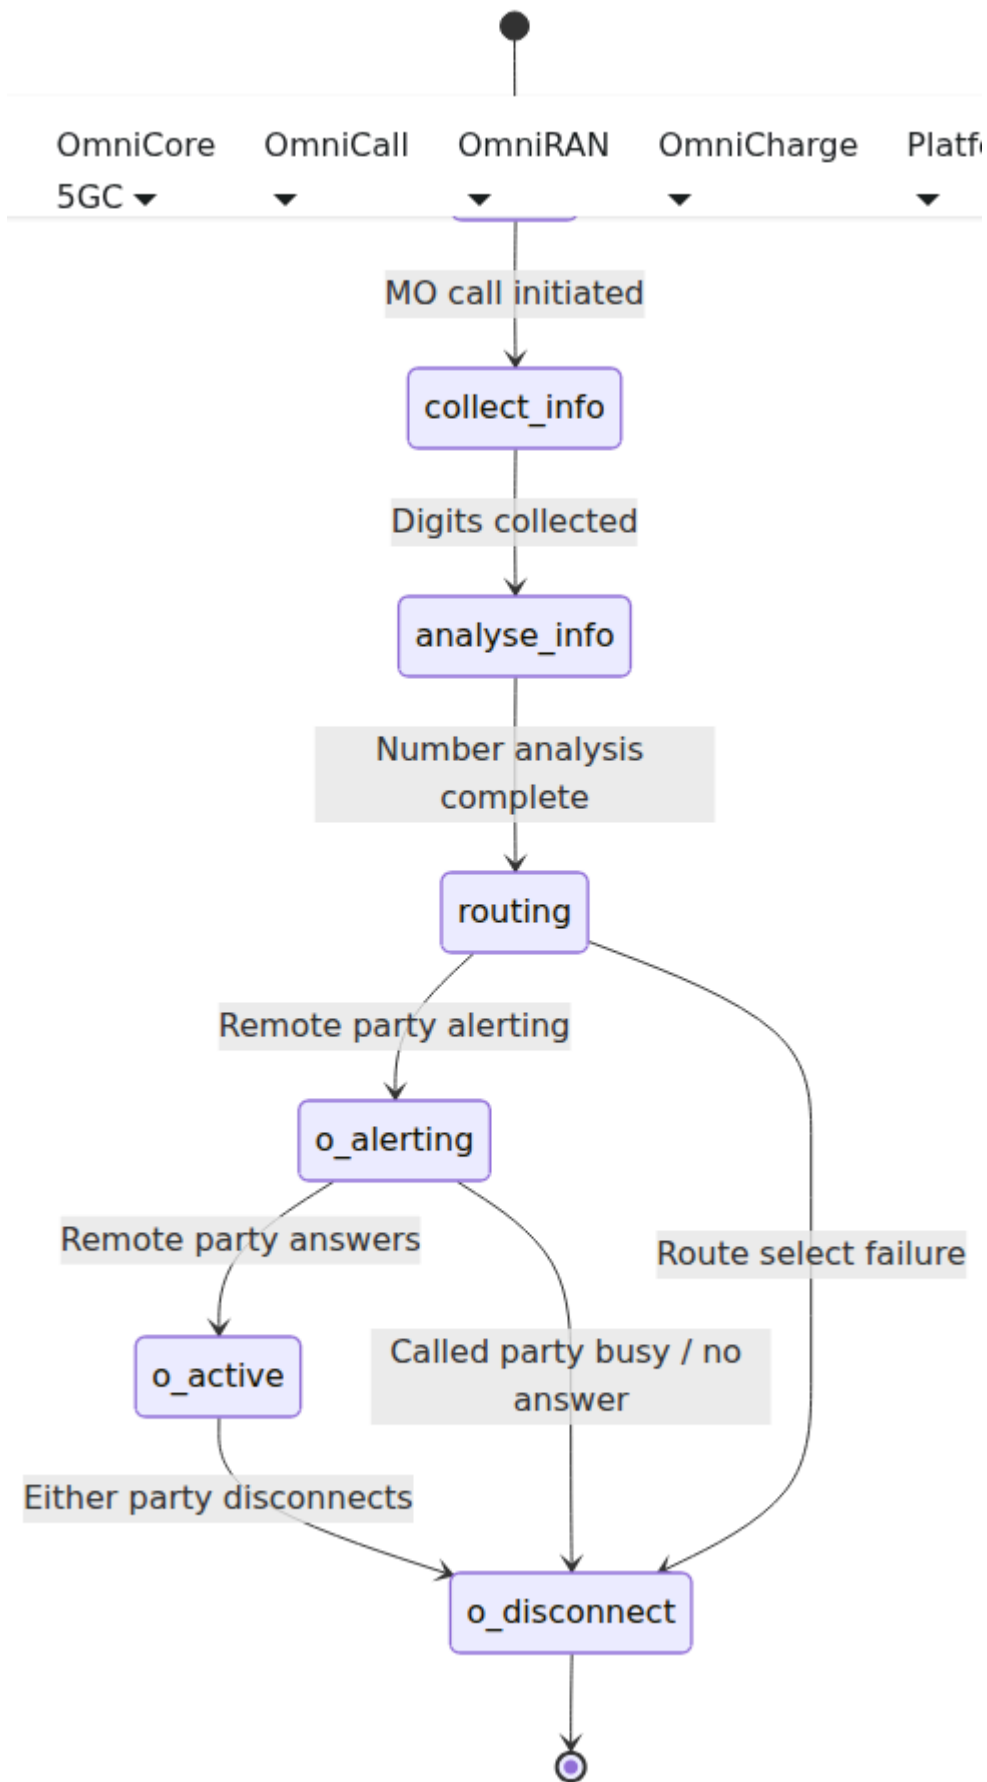 OmniCore OmniCall OmniRAN OmniCharge
5GC
MO call initiated
collect_info
Digits collected
analyse_info
Number analysis
complete
routing
Remote party alerting
o_alerting
Remote party answers
Route select failure
Called party busy / no
answer
o_active
Either party disconnects
o_disconnect